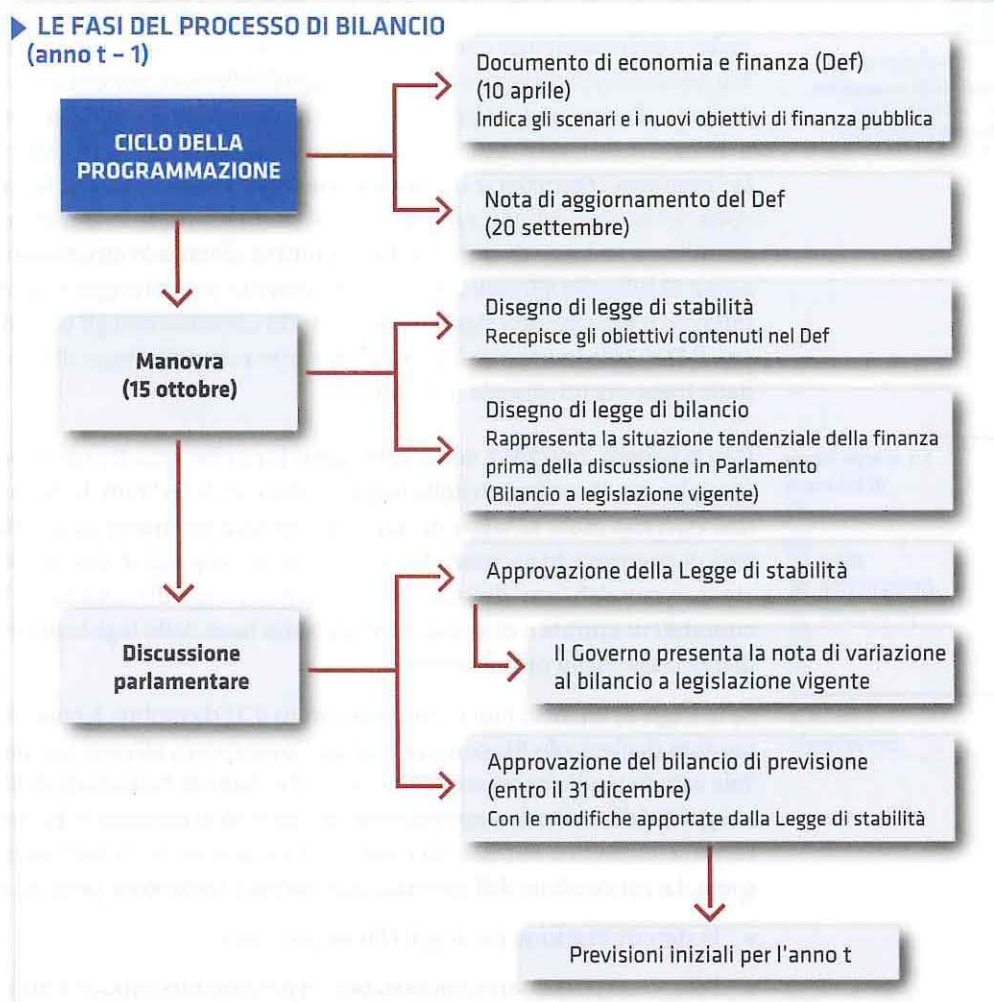 LE FASI DEL PROCESSO DI BILANCIO
(anno t – 1)
CICLO DELLA
PROGRAMMAZIONE
Documento di economia e finanza (Def)
(10 aprile)
Indica gli scenari e i nuovi obiettivi di finanza pubblica
Nota di aggiornamento del Def
(20 settembre)
Manovra
(15 ottobre)
Disegno di legge di stabilità
Recepisce gli obiettivi contenuti nel Def
Disegno di legge di bilancio
Rappresenta la situazione tendenziale della finanza
prima della discussione in Parlamento
(Bilancio a legislazione vigente)
Discussione
parlamentare
Approvazione della Legge di stabilità
Il Governo presenta la nota di variazione
al bilancio a legislazione vigente
Approvazione del bilancio di previsione
(entro il 31 dicembre)
Con le modifiche apportate dalla Legge di stabilità
Previsioni iniziali per l'anno t